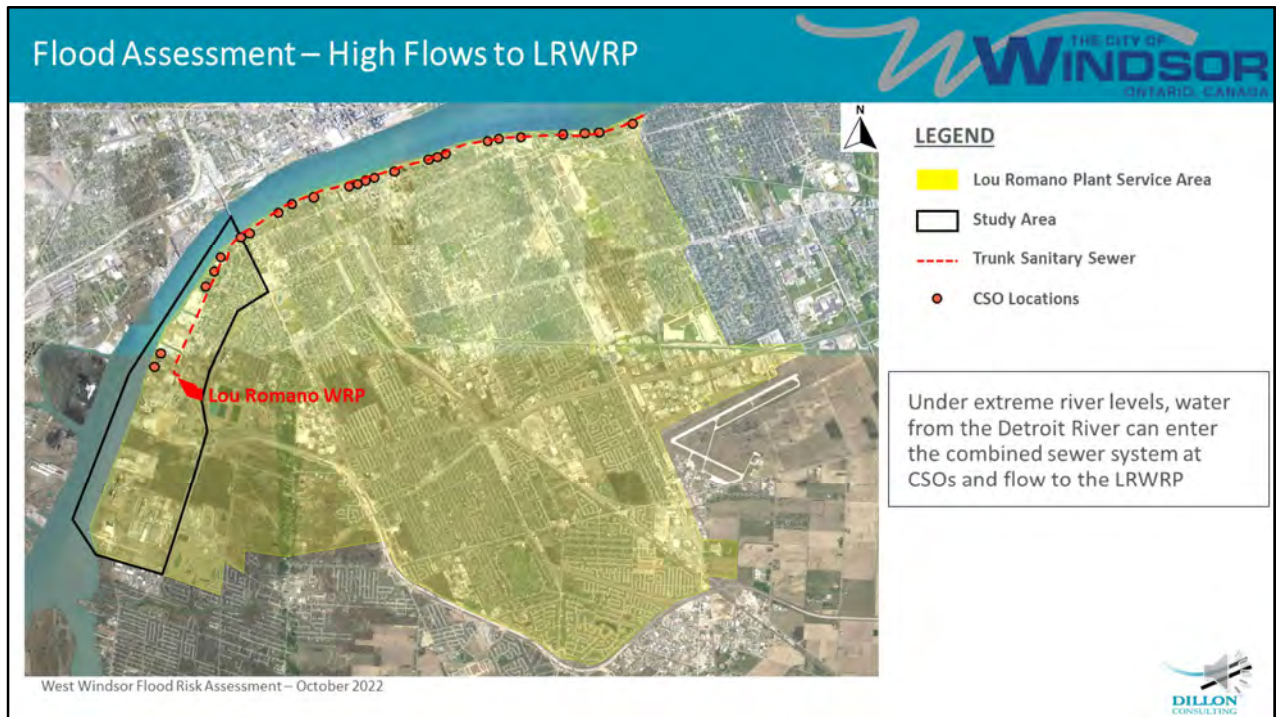 Flood Assessment – High Flows to LRWRP
THE CITY OF
WINDSOR
ONTARIO, CANADA
N
Lou Romano WRP
LEGEND
Lou Romano Plant Service Area
Study Area
Trunk Sanitary Sewer
CSO Locations
Under extreme river levels, water
from the Detroit River can enter
the combined sewer system at
CSOs and flow to the LRWRP
West Windsor Flood Risk Assessment – October 2022
DILLON
CONSULTING